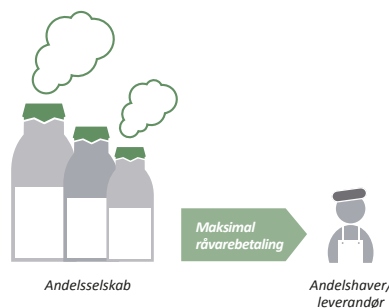 Maksimal
råvarebetaling
Andelsselskab
Andelshaver/
leverandør